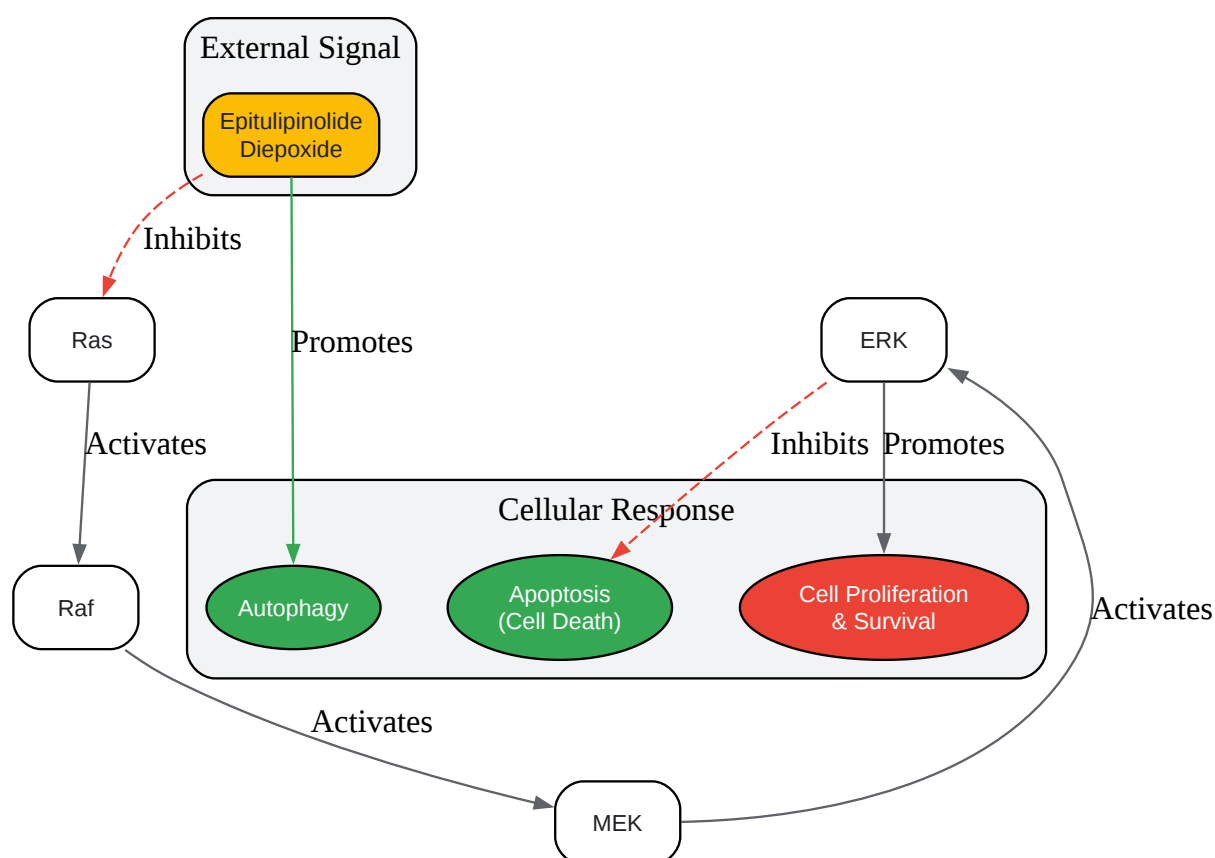 External Signal
Epitulipinolide
Diepoxide
Inhibits
Ras
Promotes
ERK
Activates
Inhibits
Promotes
Cellular Response
Raf
Autophagy
Apoptosis
(Cell Death)
Cell Proliferation
& Survival
Activates
Activates
MEK